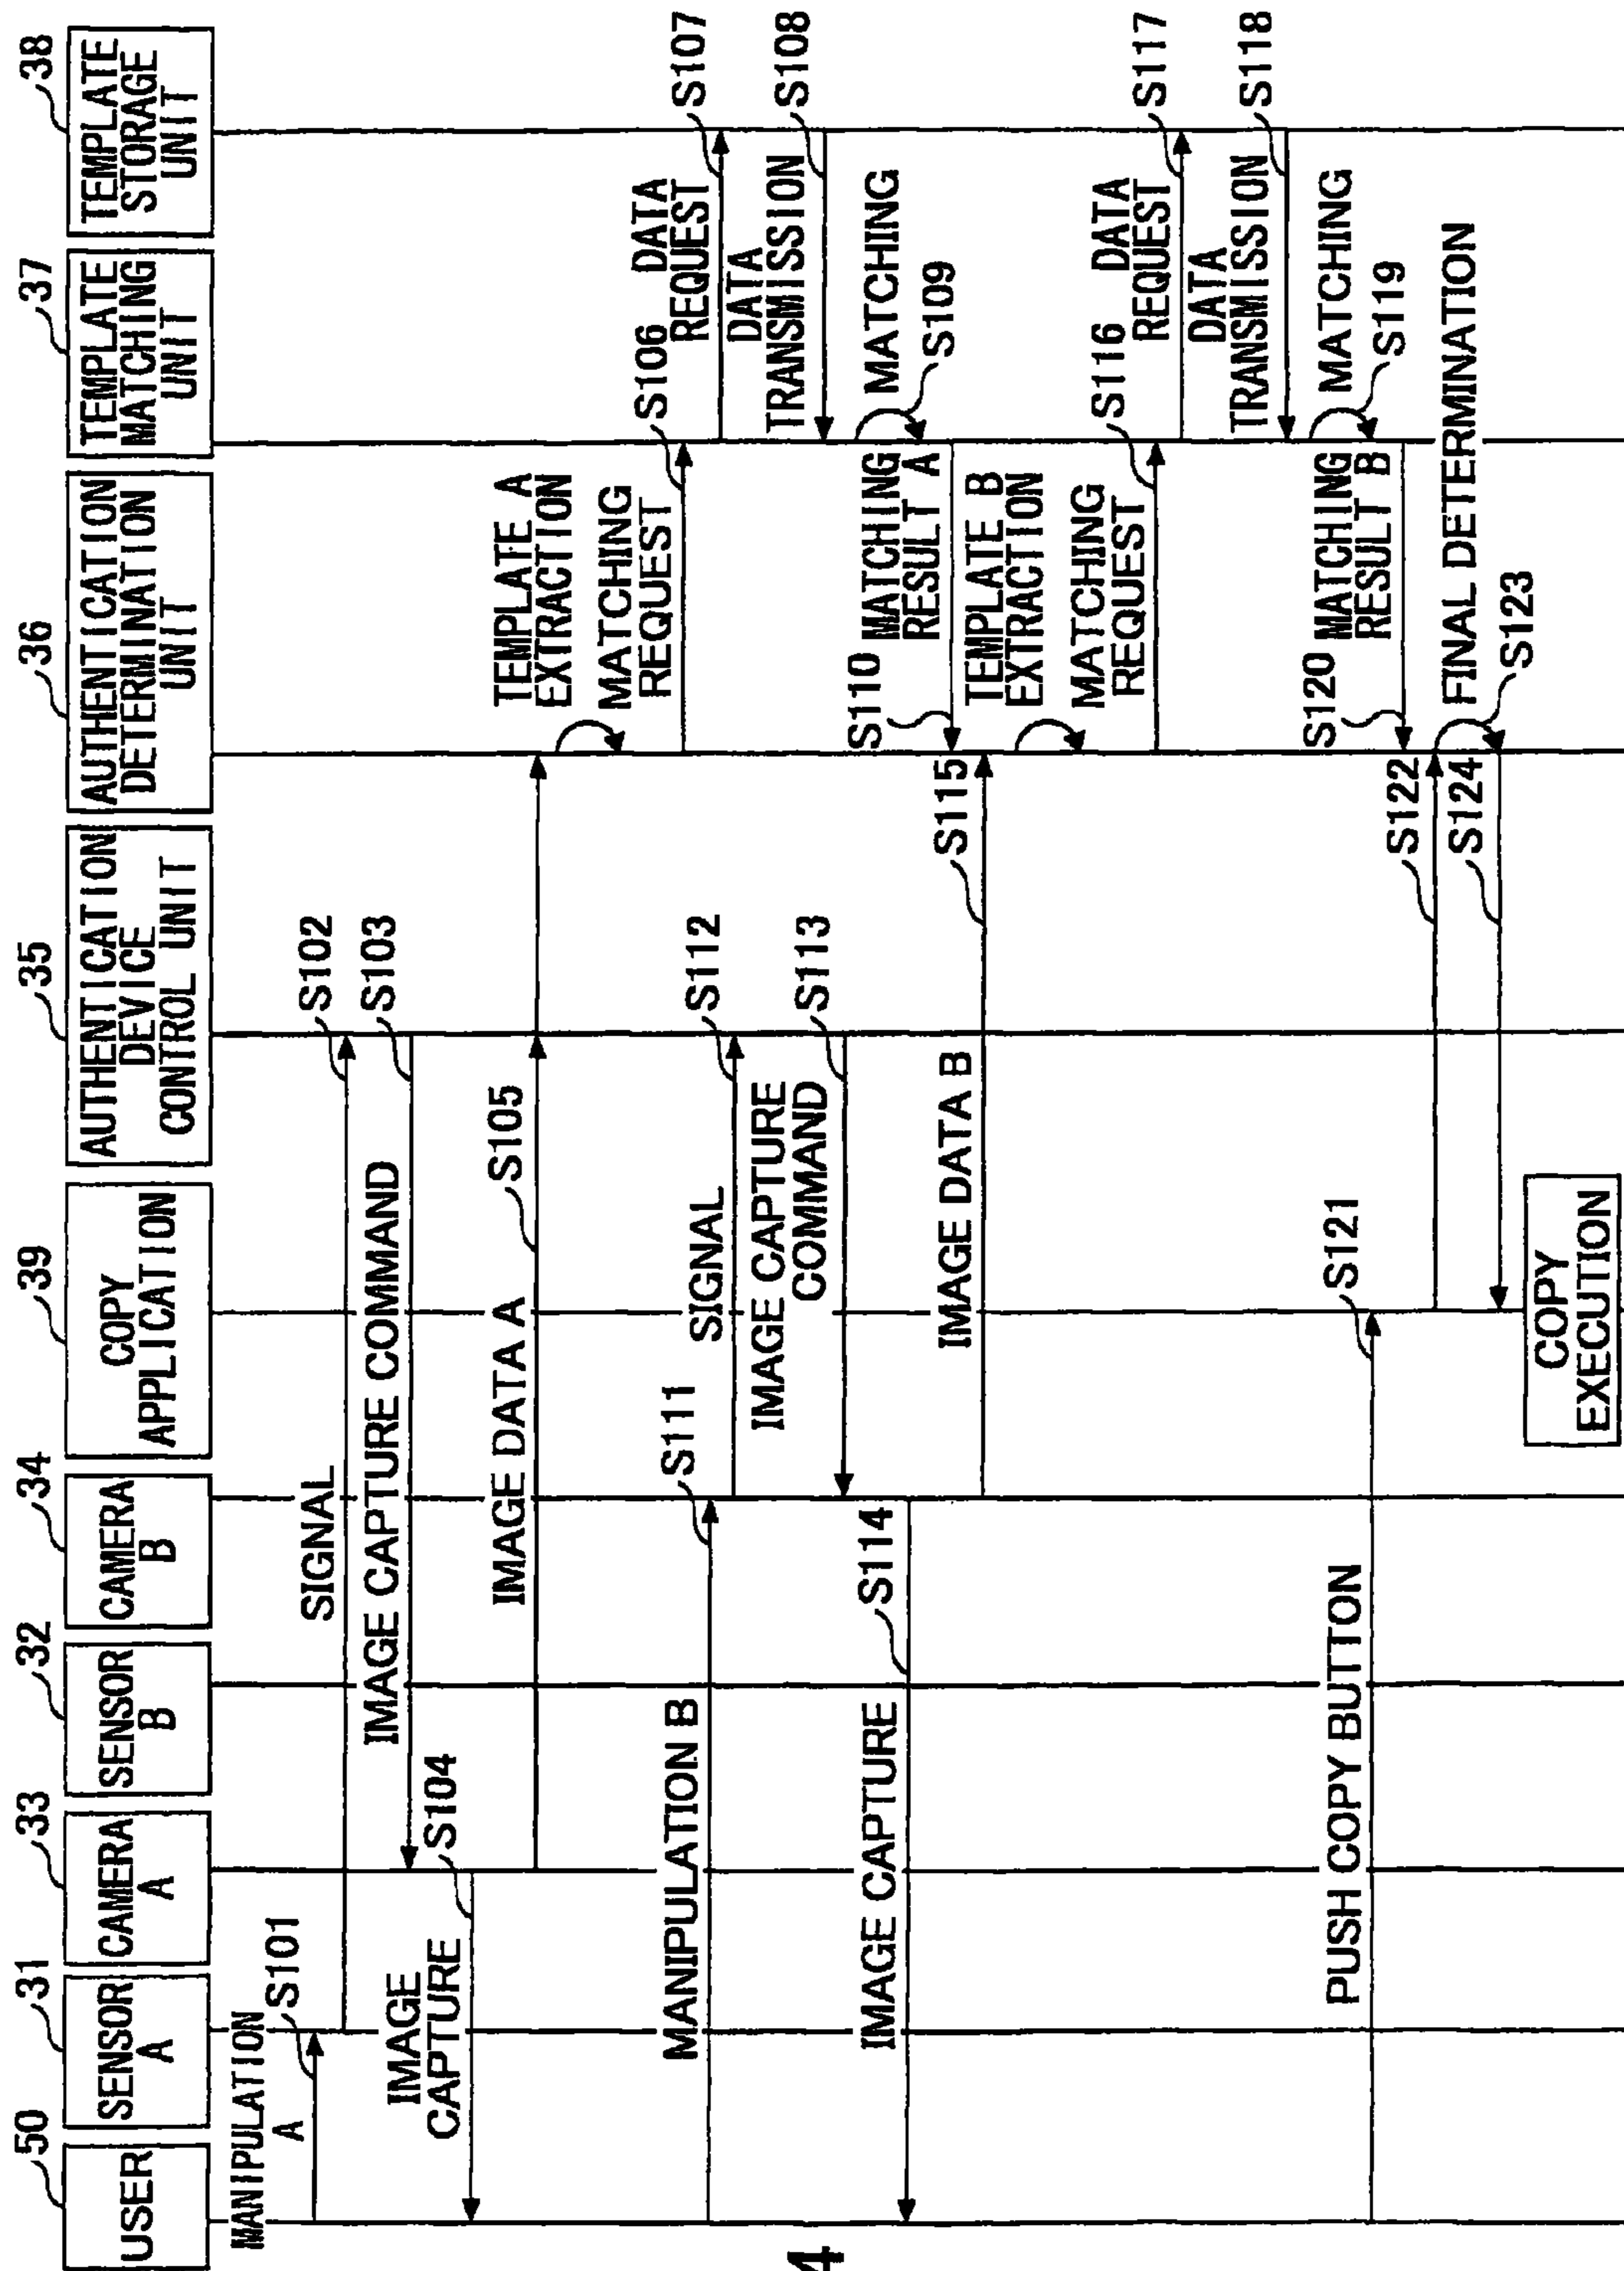 50
USER
31
SENSOR
A
33
CAMERA
A
32
SENSOR
B
34
CAMERA
B
39
COPY
APPLICATION
35
AUTHENTICATION
DEVICE
CONTROL UNIT
36
AUTHENTICATION
DETERMINATION
UNIT
37
TEMPLATE
MATCHING
UNIT
38
TEMPLATE
STORAGE
UNIT
MANIPULATION
A
S101
SIGNAL
S102
IMAGE CAPTURE COMMAND
S103
IMAGE
CAPTURE
S104
IMAGE DATA A
S105
TEMPLATE A
EXTRACTION
MATCHING
REQUEST
S106
DATA
REQUEST
S107
DATA
TRANSMISSION
S108
MATCHING
S109
MATCHING
RESULT A
S110
MANIPULATION B
S111
SIGNAL
S112
IMAGE CAPTURE
COMMAND
S113
IMAGE CAPTURE
S114
IMAGE DATA B
S115
TEMPLATE B
EXTRACTION
MATCHING
REQUEST
S116
DATA
REQUEST
S117
DATA
TRANSMISSION
S118
MATCHING
S119
MATCHING
RESULT B
S120
PUSH COPY BUTTON
S121
S122
FINAL DETERMINATION
S123
S124
COPY
EXECUTION
4